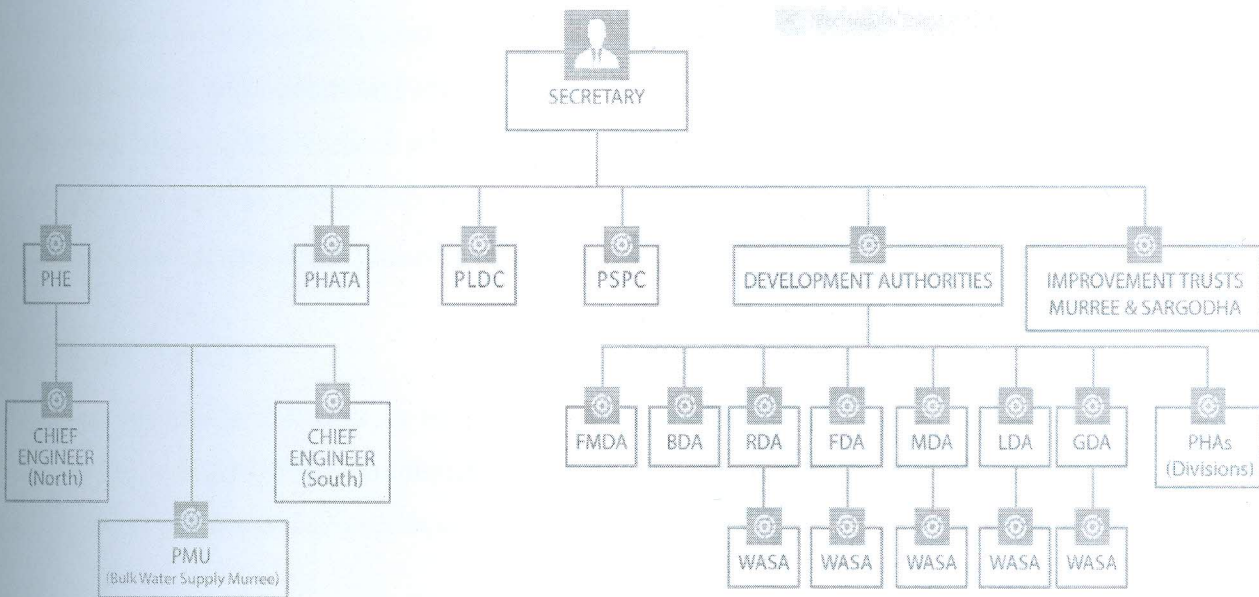 SECRETARY
PHE
PHATA
PLDC
PSPC
DEVELOPMENT AUTHORITIES
IMPROVEMENT TRUSTS
MURREE & SARGODHA
CHIEF
ENGINEER
(North)
CHIEF
ENGINEER
(South)
PMU
(Bulk Water Supply Murree)
FMDA
BDA
RDA
FDA
MDA
LDA
GDA
PHAs
(Divisions)
WASA
WASA
WASA
WASA
WASA